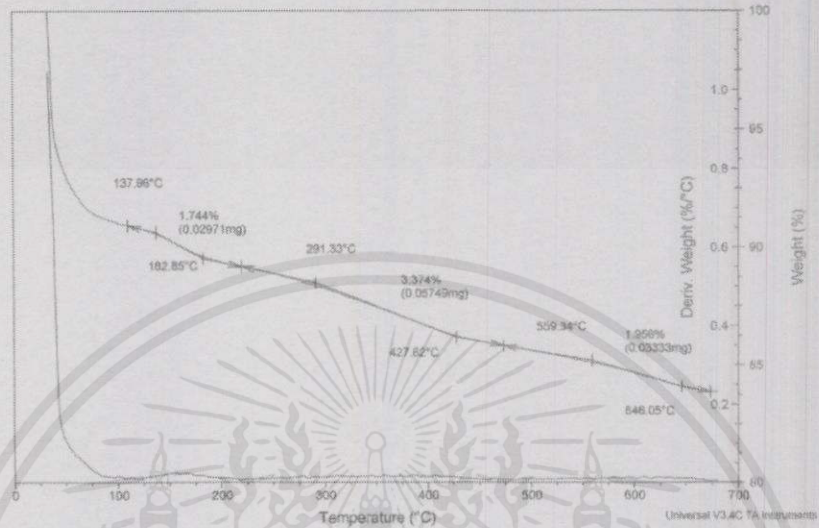 100
1.0
95
0.8
137.96°C
1.744%
(0.02971mg)
291.33°C
0.6
90
182.85°C
3.374%
(0.05749mg)
Deriv. Weight (%/°C)
Weight (%)
559.34°C
1.956%
(0.03333mg)
0.4
427.62°C
85
646.05°C
0.2
80
0
100
200
300
400
500
600
700
Temperature (°C)
Universal V3.4C TA Instruments